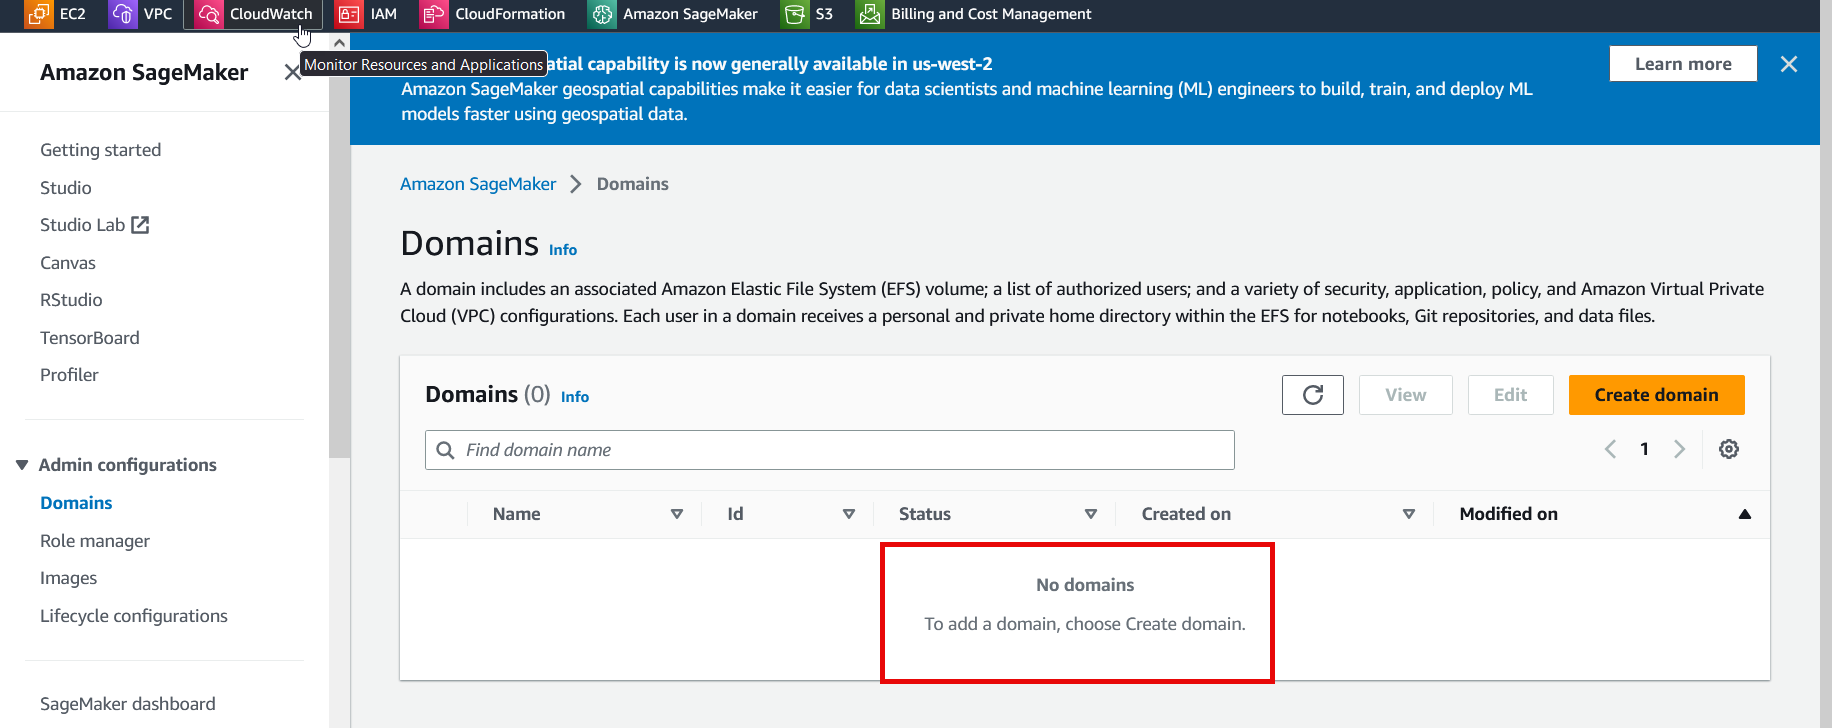 EC2 VPC CloudWatch IAM CloudFormation Amazon SageMaker S3 Billing and Cost Management
Monitor Resources and Applications
Amazon SageMaker
Getting started
Studio
Studio Lab
Canvas
RStudio
TensorBoard
Profiler
Admin configurations
Domains
Role manager
Images
Lifecycle configurations
SageMaker dashboard
atial capability is now generally available in us-west-2
Amazon SageMaker geospatial capabilities make it easier for data scientists and machine learning (ML) engineers to build, train, and deploy ML
models faster using geospatial data.
Learn more
Amazon SageMaker > Domains
Domains Info
A domain includes an associated Amazon Elastic File System (EFS) volume; a list of authorized users; and a variety of security, application, policy, and Amazon Virtual Private
Cloud (VPC) configurations. Each user in a domain receives a personal and private home directory within the EFS for notebooks, Git repositories, and data files.
Domains (0) Info
View Edit Create domain
Find domain name
1
Name Id Status Created on Modified on
No domains
To add a domain, choose Create domain.